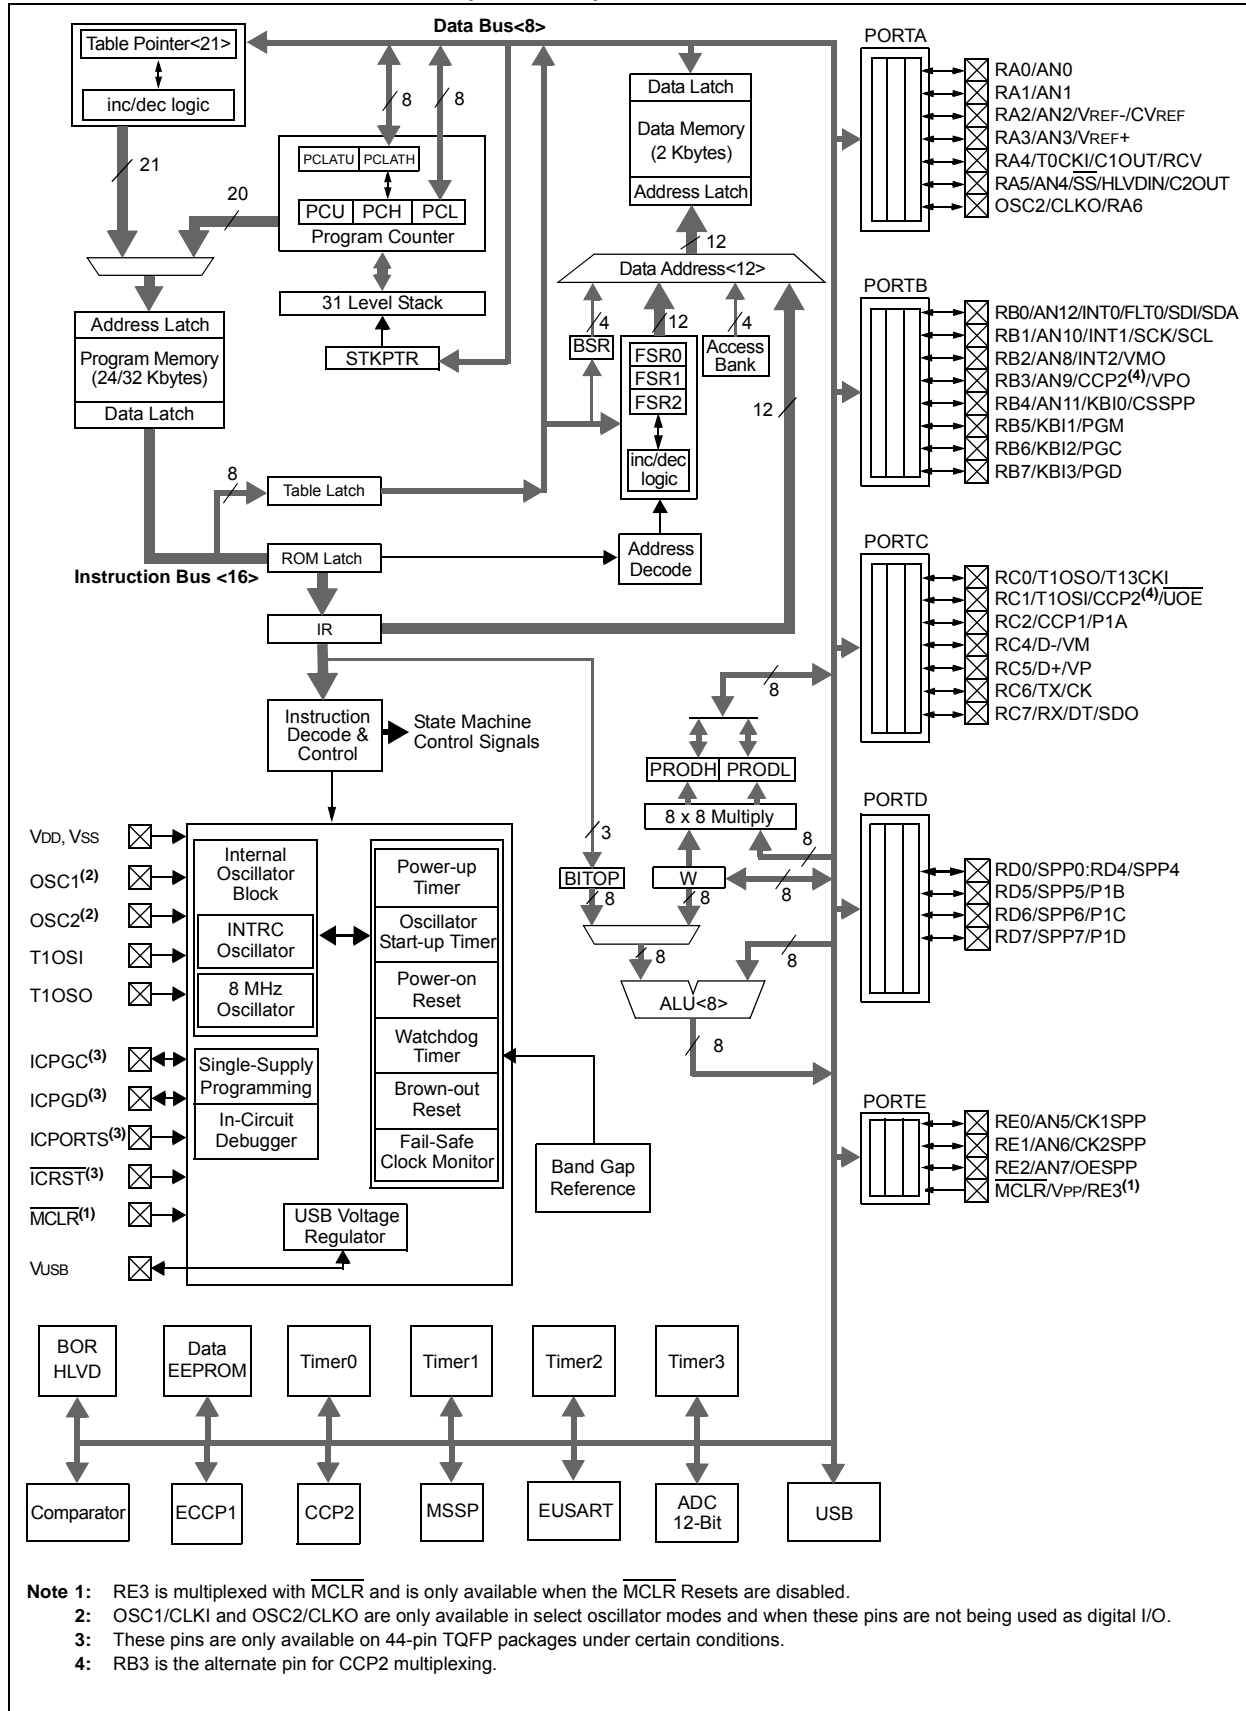 Data Bus<8>
Table Pointer<21>
inc/dec logic
21
20
8
8
PCLATU
PCLATH
PCU
PCH
PCL
Program Counter
31 Level Stack
STKPTR
Address Latch
Program Memory
(24/32 Kbytes)
Data Latch
8
Table Latch
ROM Latch
Instruction Bus <16>
IR
Instruction
Decode &
Control
State Machine
Control Signals
Data Latch
Data Memory
(2 Kbytes)
Address Latch
12
Data Address<12>
4
12
4
BSR
FSR0
FSR1
FSR2
inc/dec
logic
Access
Bank
12
Address
Decode
8
PRODH
PRODL
8 x 8 Multiply
3
8
BITOP
W
8
8
8
8
8
ALU<8>
8
VDD, VSS
OSC1(2)
OSC2(2)
T1OSI
T1OSO
ICPGC(3)
ICPGD(3)
ICPORTS(3)
ICRST(3)
MCLR(1)
VUSB
Internal
Oscillator
Block
INTRC
Oscillator
8 MHz
Oscillator
Single-Supply
Programming
In-Circuit
Debugger
Power-up
Timer
Oscillator
Start-up Timer
Power-on
Reset
Watchdog
Timer
Brown-out
Reset
Fail-Safe
Clock Monitor
USB Voltage
Regulator
Band Gap
Reference
PORTA
RA0/AN0
RA1/AN1
RA2/AN2/VREF-/CVREF
RA3/AN3/VREF+
RA4/T0CKI/C1OUT/RCV
RA5/AN4/SS/HLVDIN/C2OUT
OSC2/CLKO/RA6
PORTB
RB0/AN12/INT0/FLT0/SDI/SDA
RB1/AN10/INT1/SCK/SCL
RB2/AN8/INT2/VMO
RB3/AN9/CCP2(4)/VPO
RB4/AN11/KBI0/CSSPP
RB5/KBI1/PGM
RB6/KBI2/PGC
RB7/KBI3/PGD
PORTC
RC0/T1OSO/T13CKI
RC1/T1OSI/CCP2(4)/UOE
RC2/CCP1/P1A
RC4/D-/VM
RC5/D+/VP
RC6/TX/CK
RC7/RX/DT/SDO
PORTD
RD0/SPP0:RD4/SPP4
RD5/SPP5/P1B
RD6/SPP6/P1C
RD7/SPP7/P1D
PORTE
RE0/AN5/CK1SPP
RE1/AN6/CK2SPP
RE2/AN7/OESPP
MCLR/VPP/RE3(1)
BOR
HLVD
Data
EEPROM
Timer0
Timer1
Timer2
Timer3
Comparator
ECCP1
CCP2
MSSP
EUSART
ADC
12-Bit
USB
Note 1: RE3 is multiplexed with MCLR and is only available when the MCLR Resets are disabled.
2: OSC1/CLKI and OSC2/CLKO are only available in select oscillator modes and when these pins are not being used as digital I/O.
3: These pins are only available on 44-pin TQFP packages under certain conditions.
4: RB3 is the alternate pin for CCP2 multiplexing.